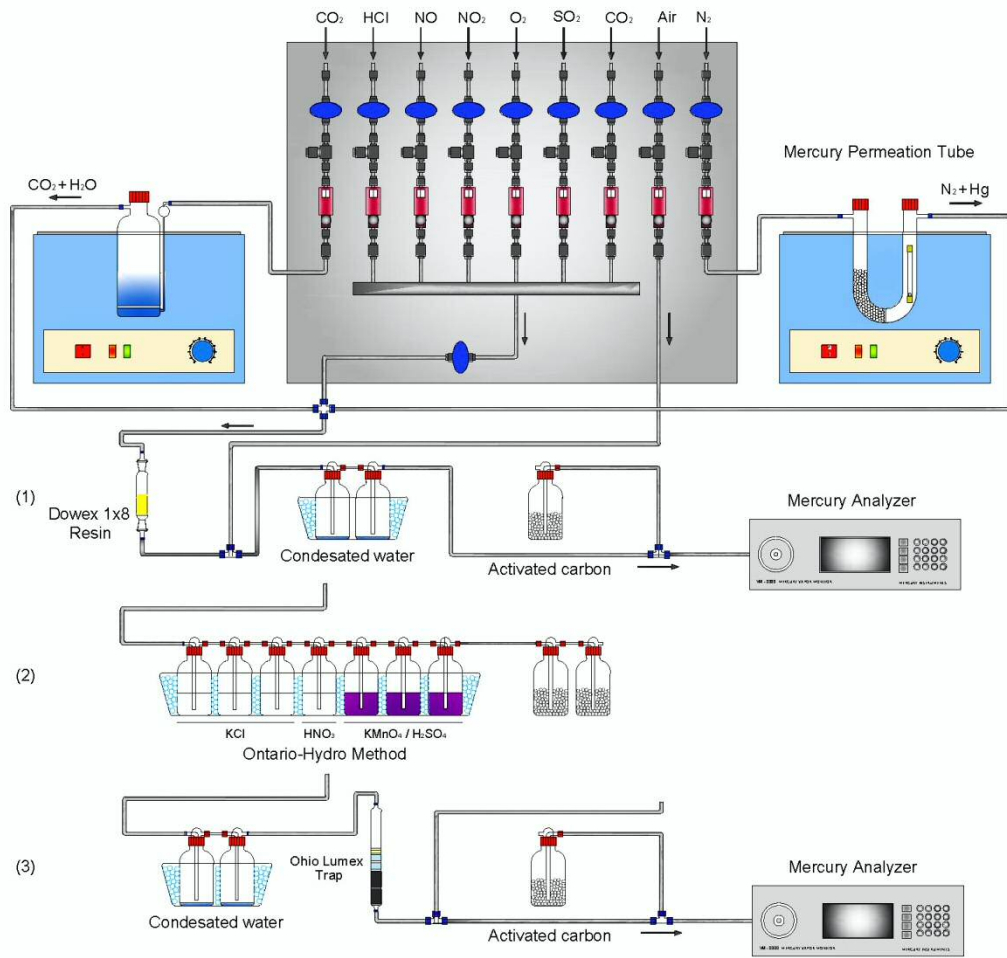 CO₂ HCl NO NO₂ O₂ SO₂ CO₂ Air N₂
Mercury Permeation Tube
CO₂ + H₂O
N₂ + Hg
(1)
Dowex 1x8
Resin
Condesated water
Activated carbon
Mercury Analyzer
(2)
KCl
HNO₃
KMnO₄ / H₂SO₄
Ontario-Hydro Method
(3)
Ohio Lumex
Trap
Condesated water
Activated carbon
Mercury Analyzer